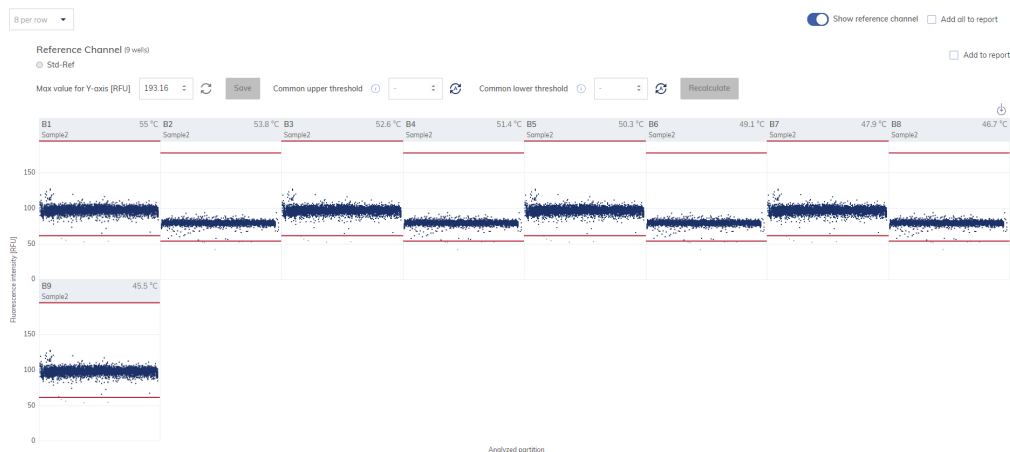 8 per row
Show reference channel
Add all to report
Reference Channel (9 wells)
Add to report
Std-Ref
Max value for Y-axis [RFU]
193.16
Save
Common upper threshold
-
Common lower threshold
-
Recalculate
B1 55 °C B2 53.8 °C B3 52.6 °C B4 51.4 °C B5 50.3 °C B6 49.1 °C B7 47.9 °C B8 46.7 °C
Sample2 Sample2 Sample2 Sample2 Sample2 Sample2 Sample2 Sample2
150
100
50
0
B9 45.5 °C
Sample2
150
100
50
0
Fluorescence intensity [RFU]
Analyzed partition